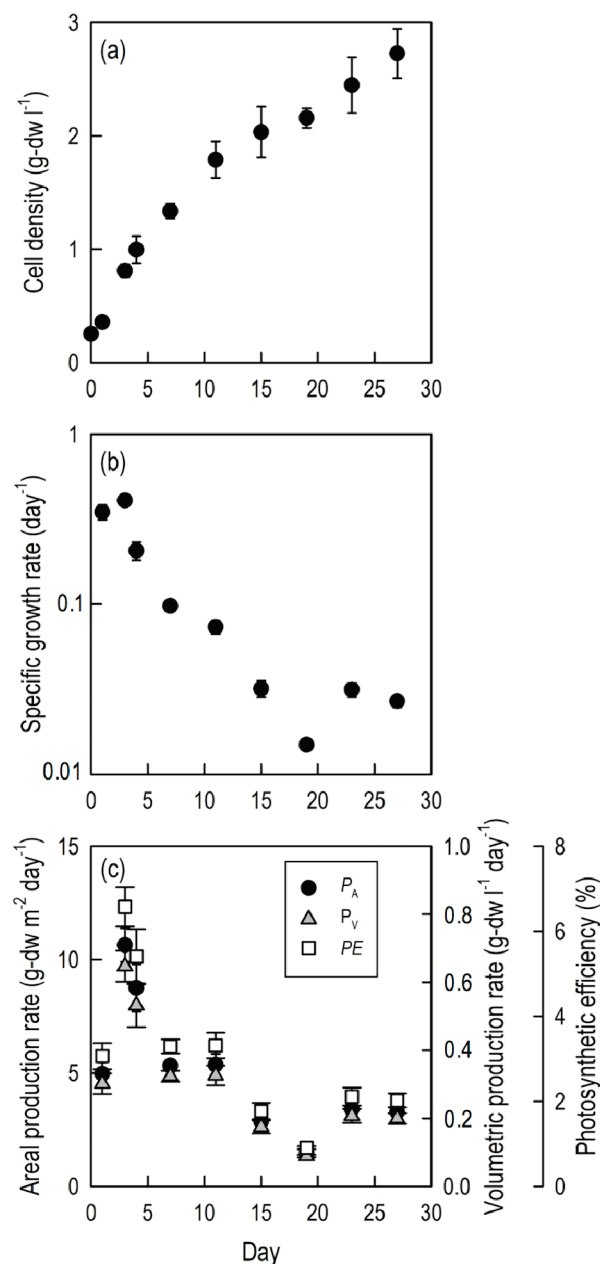 (a)
Cell density (g-dw l⁻¹)
3
2
1
0
0 5 10 15 20 25 30
(b)
Specific growth rate (day⁻¹)
1
0.1
0.01
0 5 10 15 20 25 30
(c)
Areal production rate (g-dw m⁻² day⁻¹)
15
10
5
0
P_A
P_V
PE
1.0
0.8
0.6
0.4
0.2
0.0
Volumetric production rate (g-dw l⁻¹ day⁻¹)
8
6
4
2
0
Photosynthetic efficiency (%)
0 5 10 15 20 25 30
Day